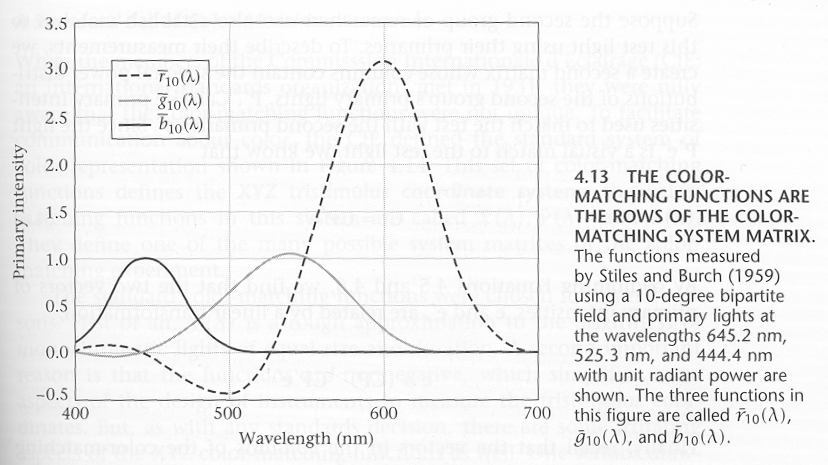 3.5
3.0
2.5
2.0
1.5
1.0
0.5
0.0
−0.5
Primary intensity
r̅10(λ)
g̅10(λ)
b̅10(λ)
400
500
600
700
Wavelength (nm)
4.13 THE COLOR-
MATCHING FUNCTIONS ARE
THE ROWS OF THE COLOR-
MATCHING SYSTEM MATRIX.
The functions measured
by Stiles and Burch (1959)
using a 10-degree bipartite
field and primary lights at
the wavelengths 645.2 nm,
525.3 nm, and 444.4 nm
with unit radiant power are
shown. The three functions in
this figure are called r̅10(λ),
g̅10(λ), and b̅10(λ).